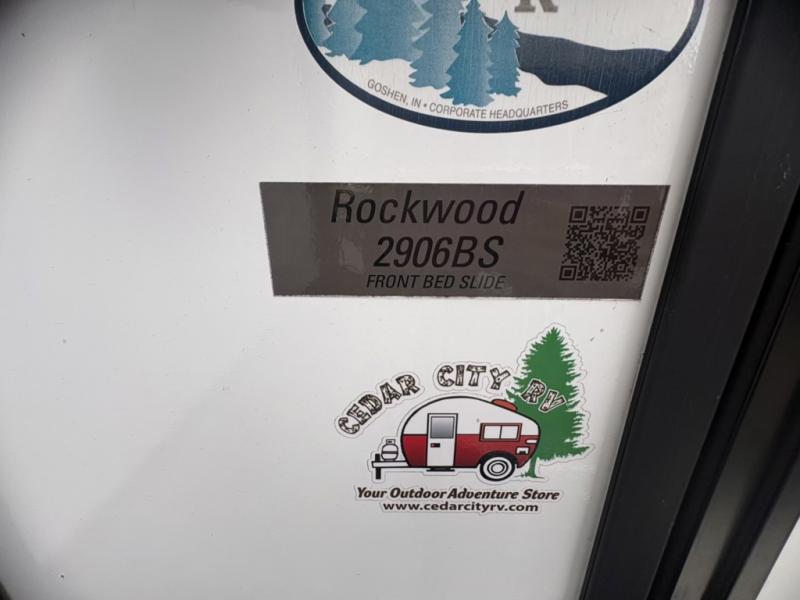 GOSHEN, IN • CORPORATE HEADQUARTERS
Rockwood
2906BS
FRONT BED SLIDE
CEDAR CITY RV
Your Outdoor Adventure Store
www.cedarcityrv.com